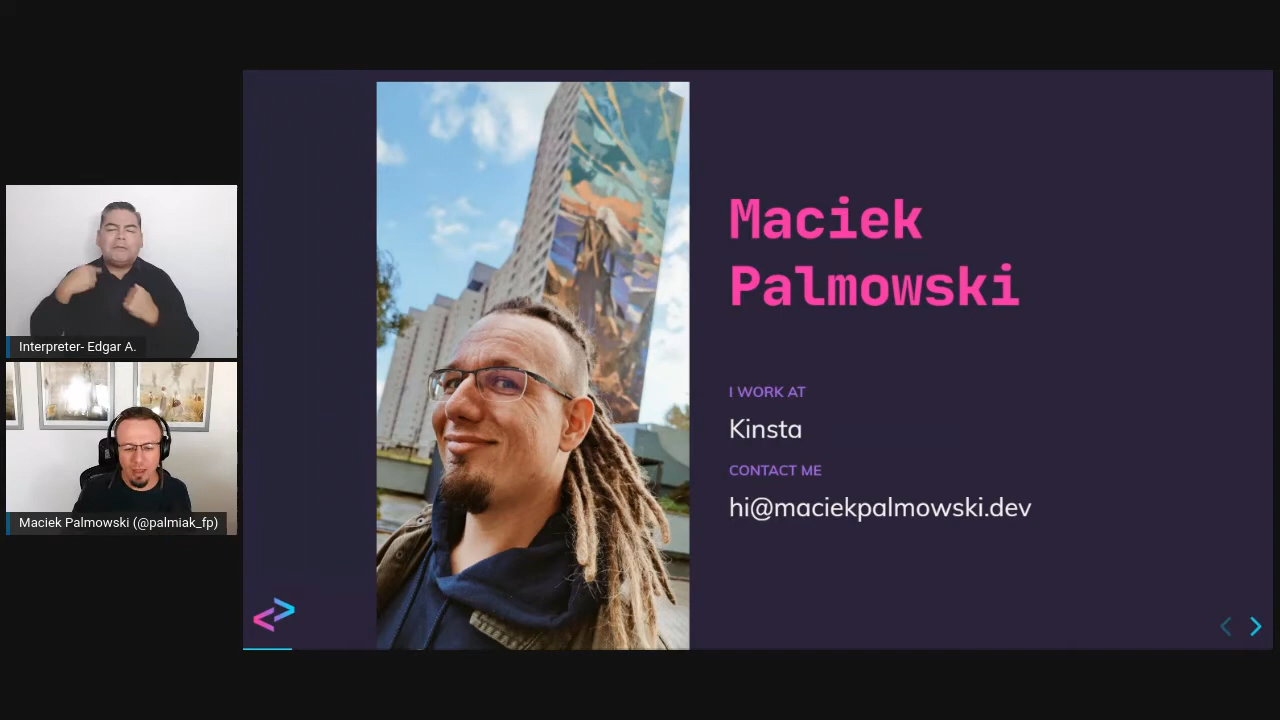 Interpreter- Edgar A.
Maciek Palmowski (@palmiak_fp)
Maciek
Palmowski
I WORK AT
Kinsta
CONTACT ME
hi@maciekpalmowski.dev